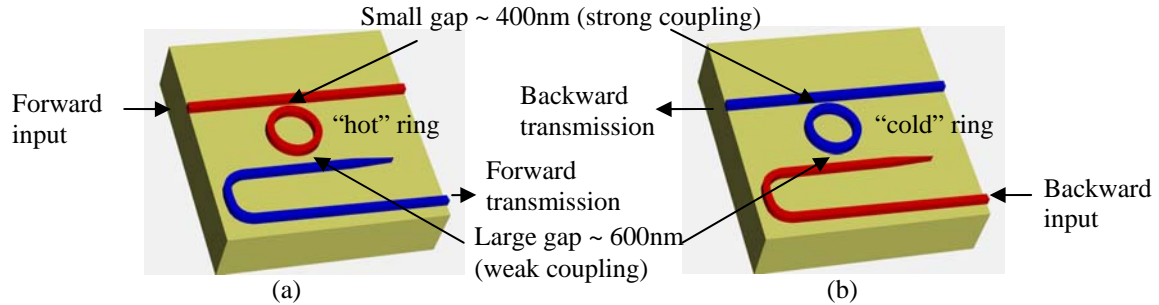 Small gap ~ 400nm (strong coupling)
Forward
input
“hot” ring
Forward
transmission
Backward
transmission
“cold” ring
Backward
input
Large gap ~ 600nm
(weak coupling)
(a)
(b)